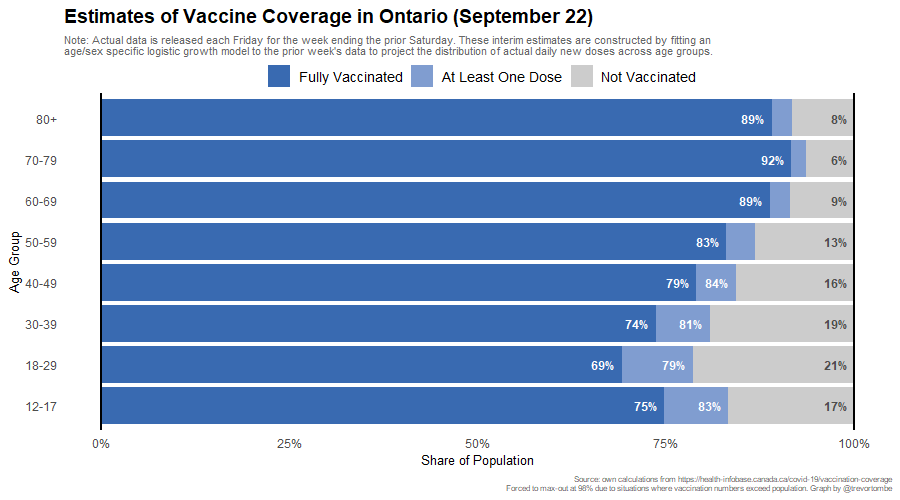 Estimates of Vaccine Coverage in Ontario (September 22)
Note: Actual data is released each Friday for the week ending the prior Saturday. These interim estimates are constructed by fitting an
age/sex specific logistic growth model to the prior week's data to project the distribution of actual daily new doses across age groups.
Fully Vaccinated At Least One Dose Not Vaccinated
Age Group
80+ 89% 8%
70-79 92% 6%
60-69 89% 9%
50-59 83% 13%
40-49 79% 84% 16%
30-39 74% 81% 19%
18-29 69% 79% 21%
12-17 75% 83% 17%
0% 25% 50% 75% 100%
Share of Population
Source: own calculations from https://health-infobase.canada.ca/covid-19/vaccination-coverage
Forced to max-out at 98% due to situations where vaccination numbers exceed population. Graph by @trevortombe